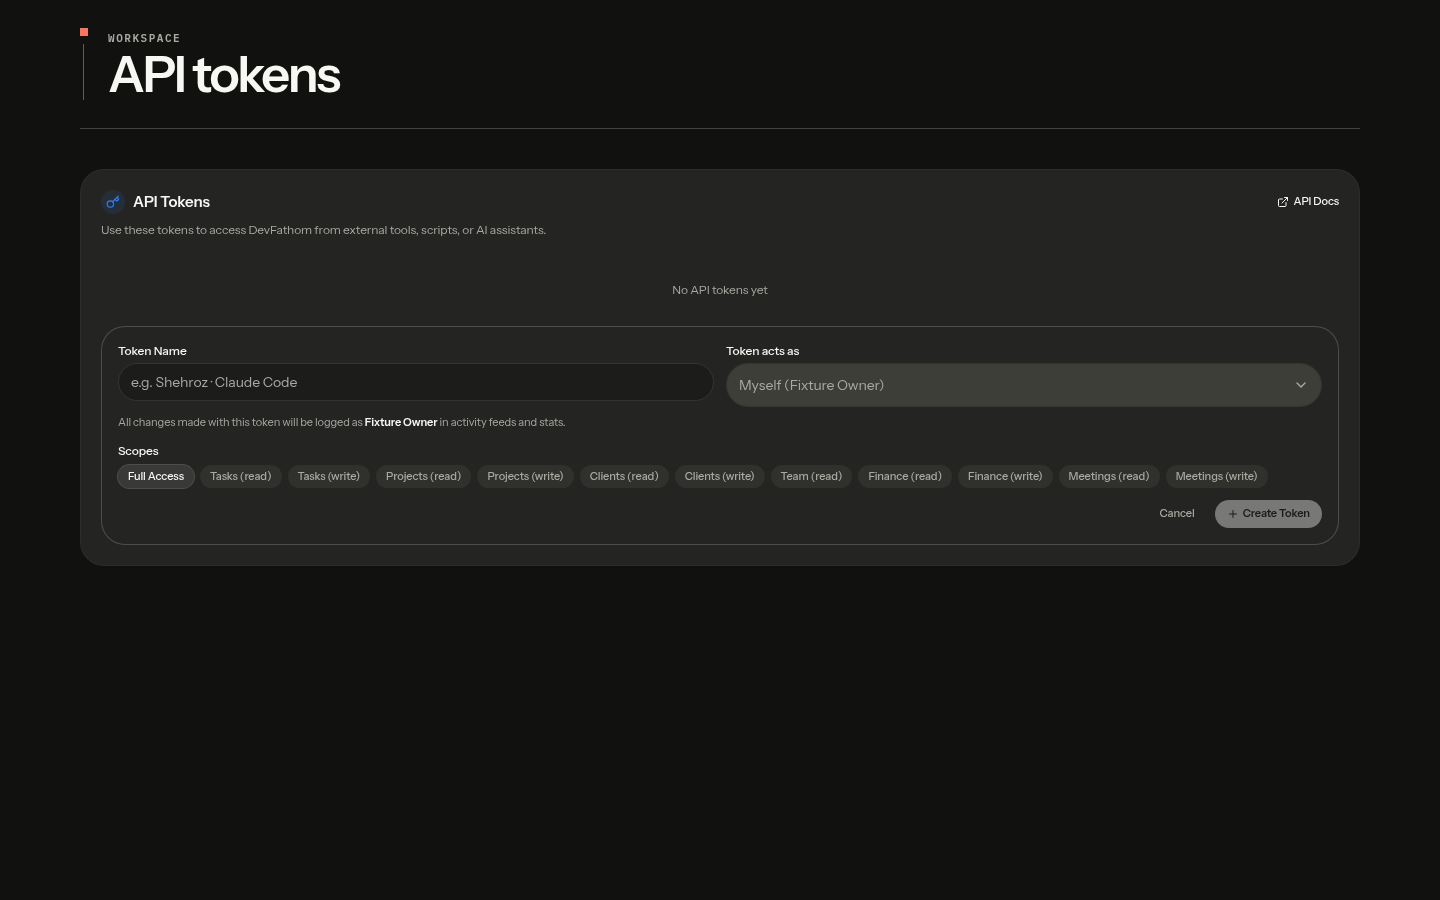 WORKSPACE
API tokens
API Tokens
API Docs
Use these tokens to access DevFathom from external tools, scripts, or AI assistants.
No API tokens yet
Token Name
Token acts as
e.g. Shehroz · Claude Code
Myself (Fixture Owner)
All changes made with this token will be logged as Fixture Owner in activity feeds and stats.
Scopes
Full Access Tasks (read) Tasks (write) Projects (read) Projects (write) Clients (read) Clients (write) Team (read) Finance (read) Finance (write) Meetings (read) Meetings (write)
Cancel + Create Token